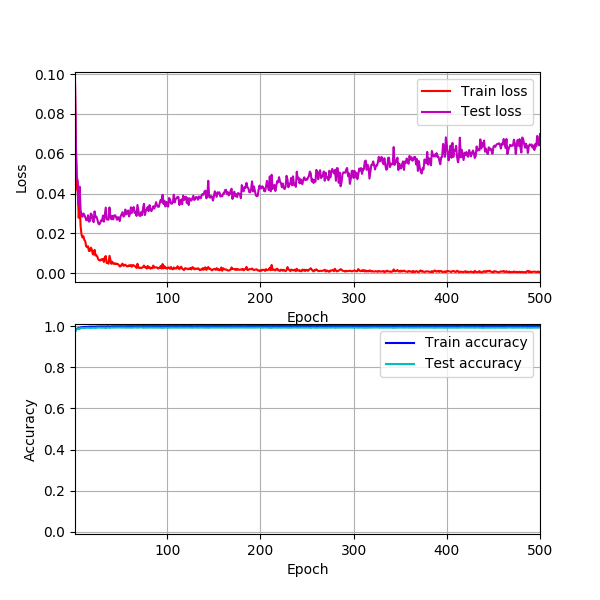 0.10
0.08
0.06
0.04
0.02
0.00
Loss
Train loss
Test loss
100 200 300 400 500
Epoch
1.0
0.8
0.6
0.4
0.2
0.0
Accuracy
Train accuracy
Test accuracy
100 200 300 400 500
Epoch